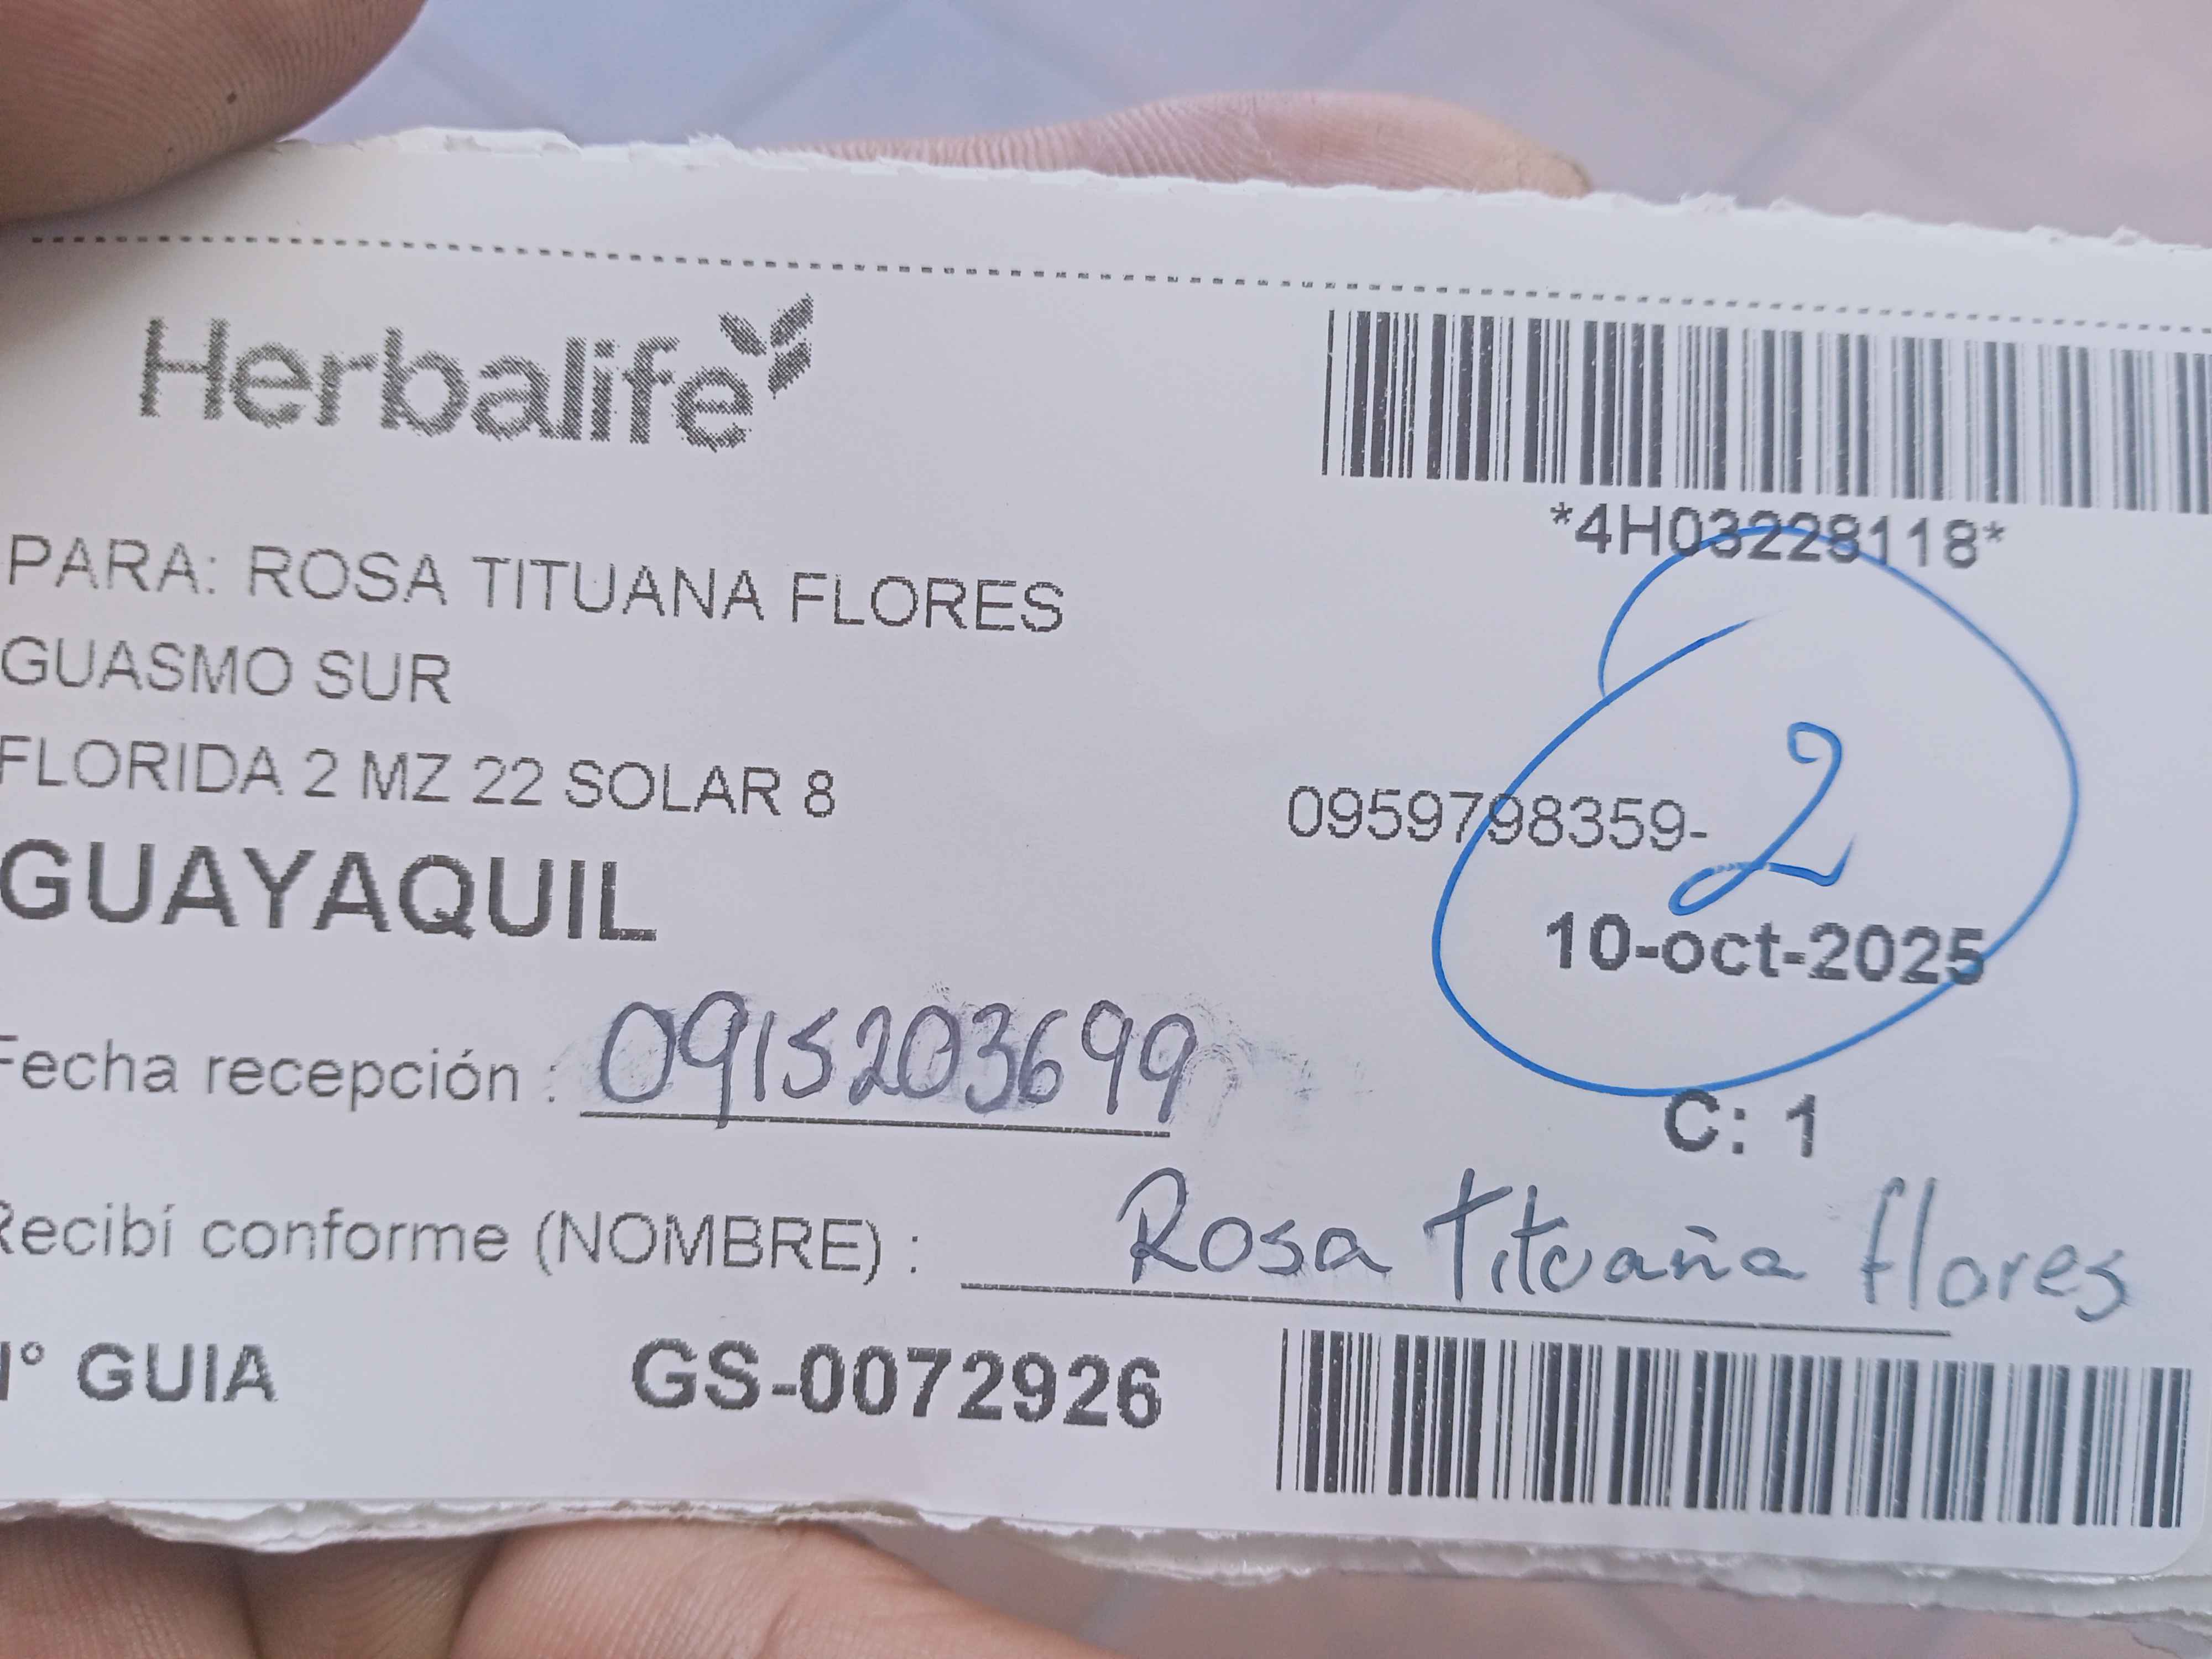 Herbalife
*4H03228118*
PARA: ROSA TITUANA FLORES
GUASMO SUR
FLORIDA 2 MZ 22 SOLAR 8
0959798359-
2
GUAYAQUIL
10-oct-2025
Fecha recepción : 0915203699
C: 1
Recibí conforme (NOMBRE) : Rosa Tituaña flores
N° GUIA GS-0072926